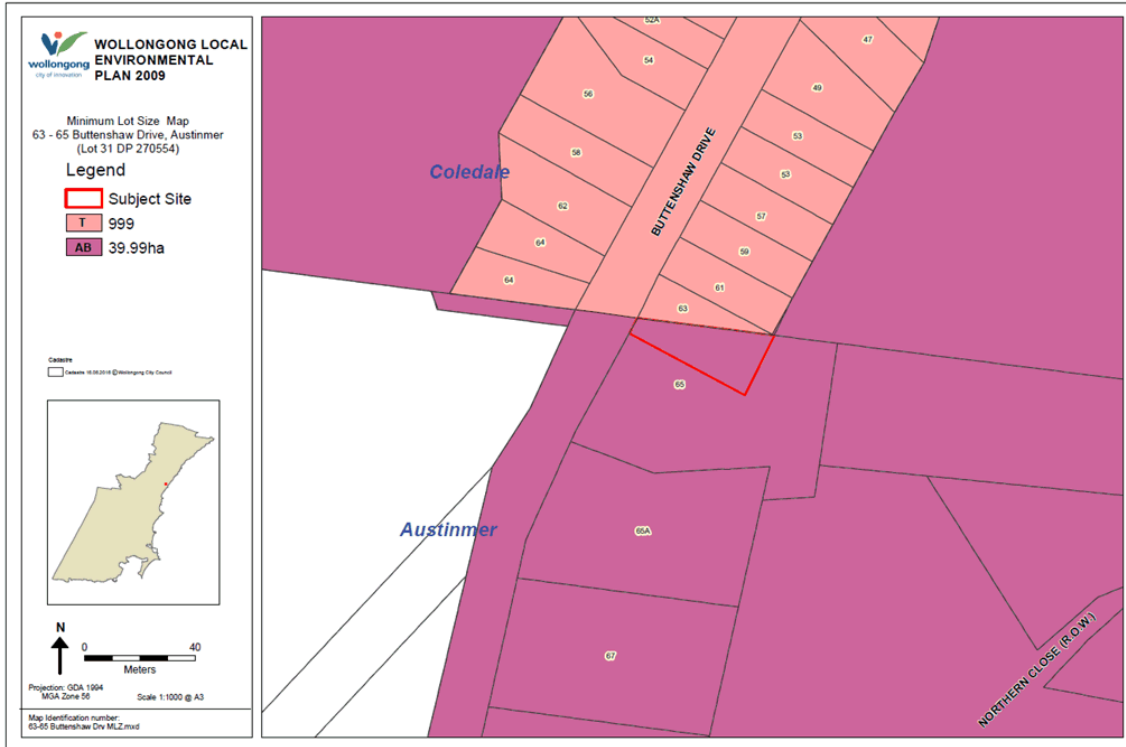 wollongong
city of innovation
WOLLONGONG LOCAL
ENVIRONMENTAL
PLAN 2009
Minimum Lot Size Map
63 - 65 Buttenshaw Drive, Austinmer
(Lot 31 DP 270554)
Legend
Subject Site
T 999
AB 39.99ha
Cadastre
N
0 40
Meters
Projection: GDA 1994
MGA Zone 56
Scale 1:1000 @ A3
Map Identification number:
63-65 Buttenshaw Drv MLZ.mxd
52A
47
54
49
56
53
58
53
Coledale
BUTTENSHAW DRIVE
62
57
64
59
64
61
63
65
Austinmer
65A
67
NORTHERN CLOSE (R.O.W)